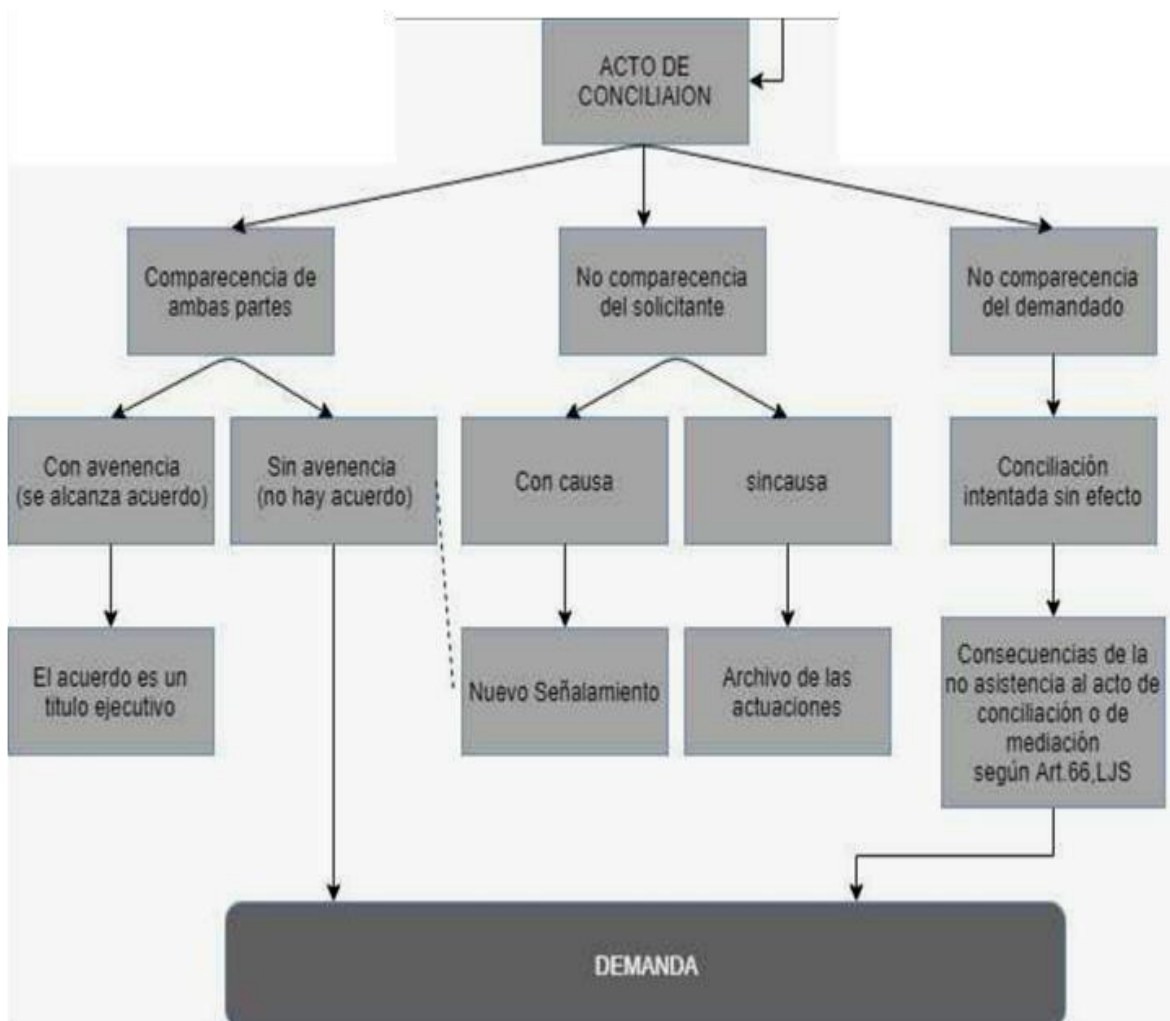 ACTO DE
CONCILIAION
Comparecencia de
ambas partes
No comparecencia
del solicitante
No comparecencia
del demandado
Con avenencia
(se alcanza acuerdo)
Sin avenencia
(no hay acuerdo)
Con causa
sincausa
Conciliación
intentada sin efecto
El acuerdo es un
titulo ejecutivo
Nuevo Señalamiento
Archivo de las
actuaciones
Consecuencias de la
no asistencia al acto de
conciliación o de
mediación
según Art.66,LJS
DEMANDA